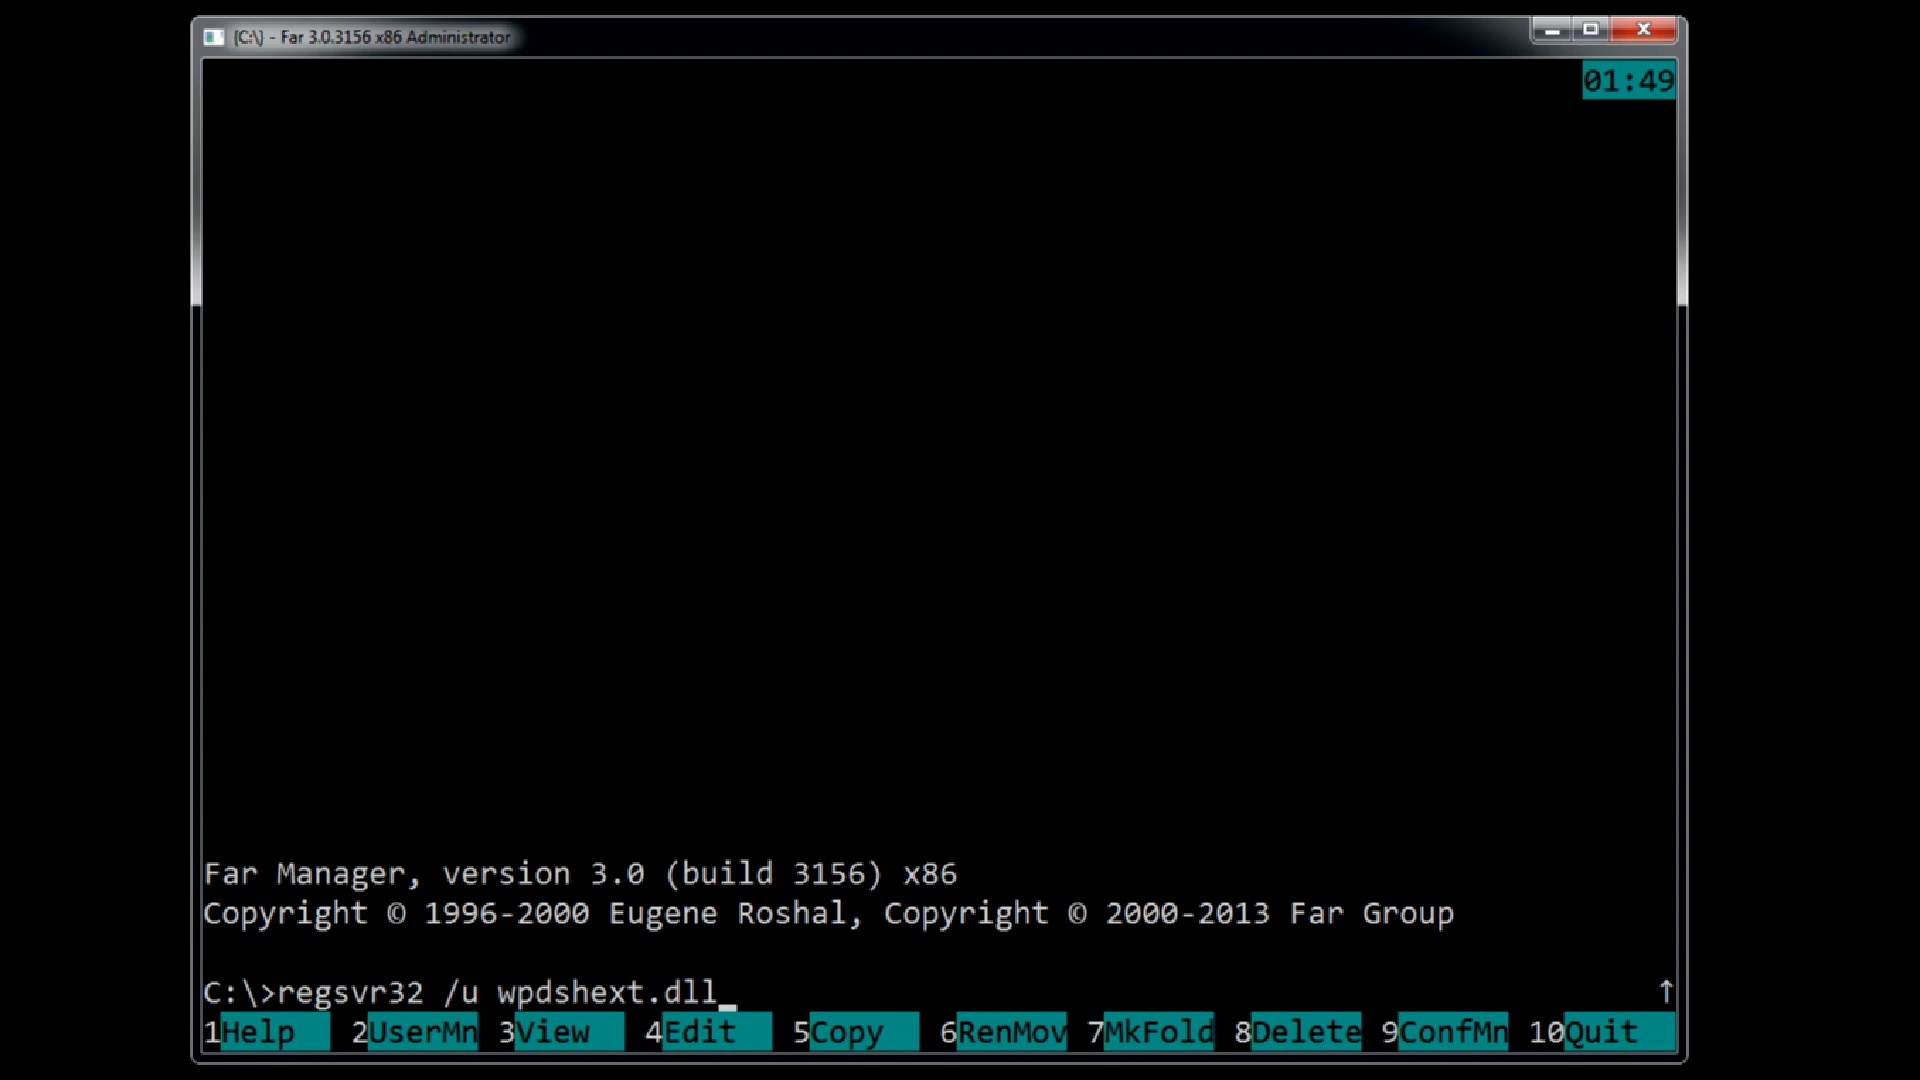 {C:\} - Far 3.0.3156 x86 Administrator
01:49
Far Manager, version 3.0 (build 3156) x86
Copyright © 1996-2000 Eugene Roshal, Copyright © 2000-2013 Far Group
C:\>regsvr32 /u wpdshext.dll_ ↑
1Help 2UserMn 3View 4Edit 5Copy 6RenMov 7MkFold 8Delete 9ConfMn 10Quit